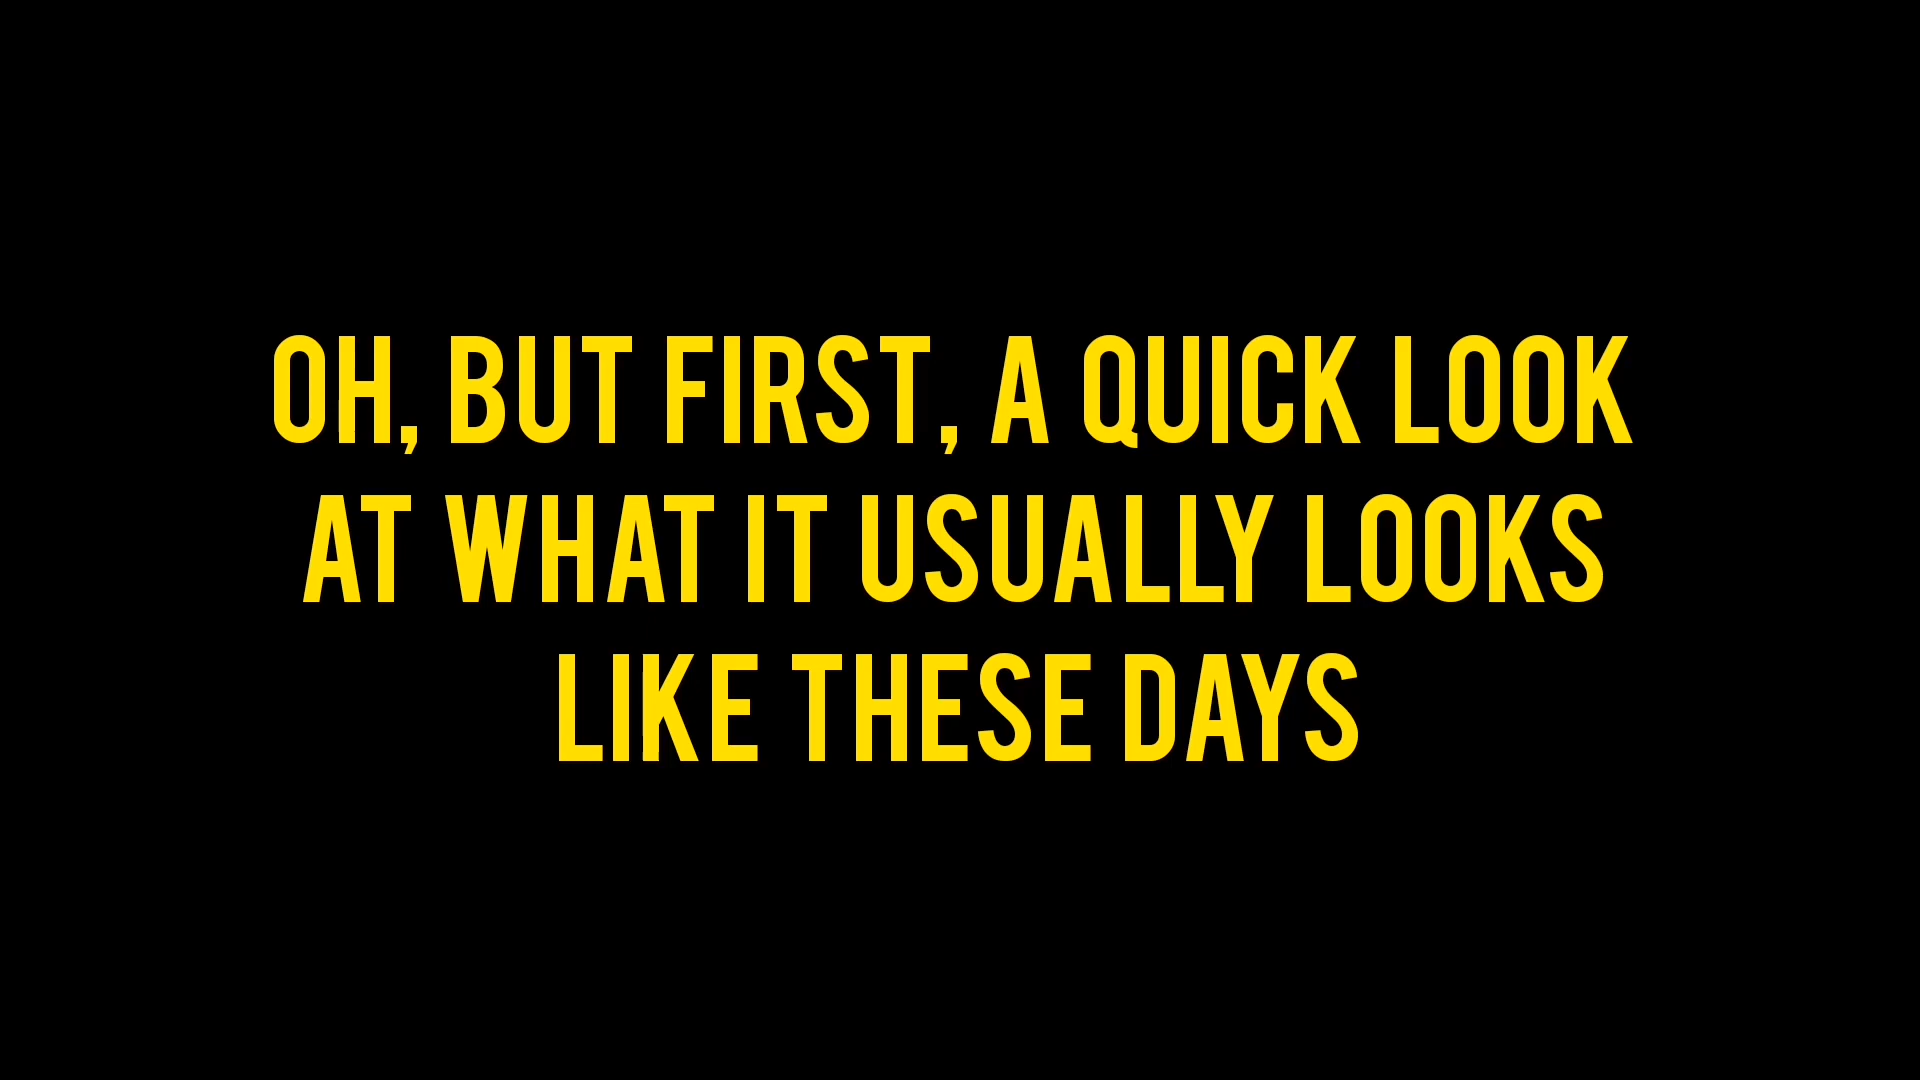 OH, BUT FIRST, A QUICK LOOK
AT WHAT IT USUALLY LOOKS
LIKE THESE DAYS